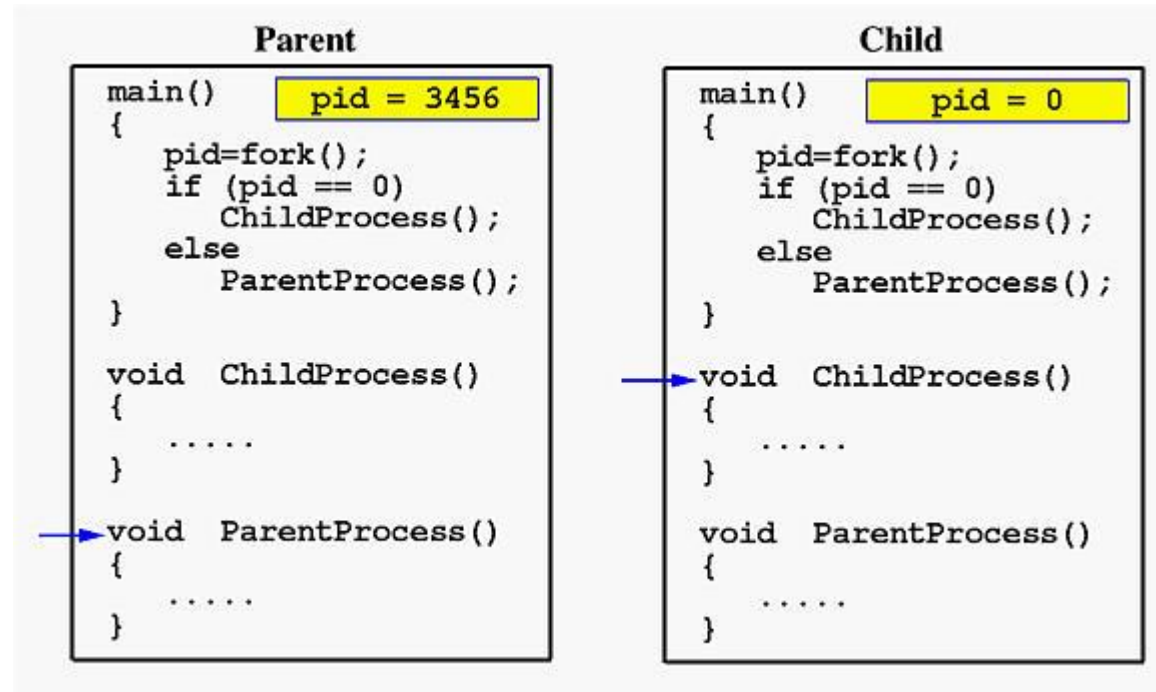 Parent
main()
pid = 3456
{
pid=fork();
if (pid == 0)
ChildProcess();
else
ParentProcess();
}
void ChildProcess()
{
.....
}
void ParentProcess()
{
.....
}
Child
main()
pid = 0
{
pid=fork();
if (pid == 0)
ChildProcess();
else
ParentProcess();
}
void ChildProcess()
{
.....
}
void ParentProcess()
{
.....
}